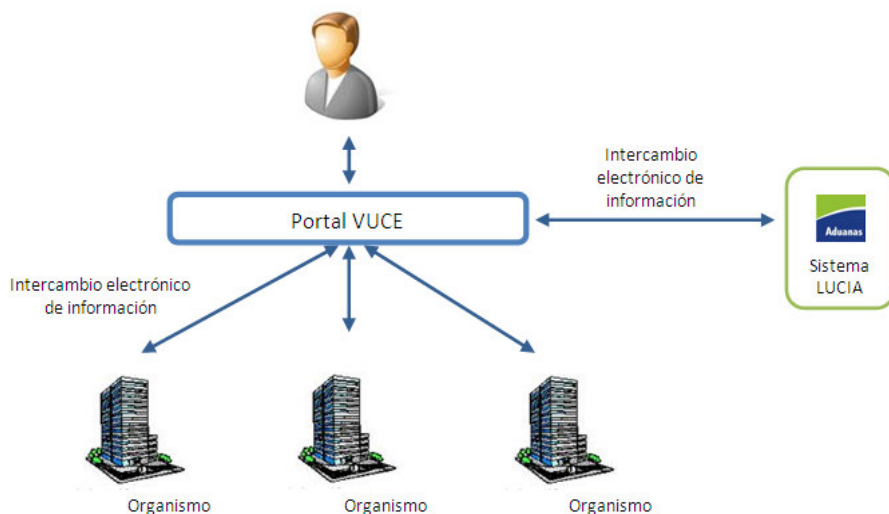 Portal VUCE
Intercambio
electrónico de
información
Aduanas
Sistema
LUCIA
Intercambio electrónico
de información
Organismo
Organismo
Organismo